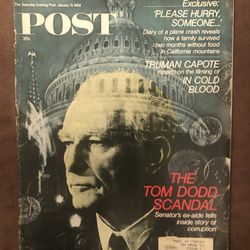 The Saturday Evening Post January 13, 1968
POST
35c
Exclusive:
'PLEASE HURRY,
SOMEONE...'
Diary of a plane crash reveals
how a family survived
two months without food
in California mountains
TRUMAN CAPOTE
reports on the filming of
IN COLD
BLOOD
THE
TOM DODD
SCANDAL
Senator's ex-aide tells
inside story of
corruption